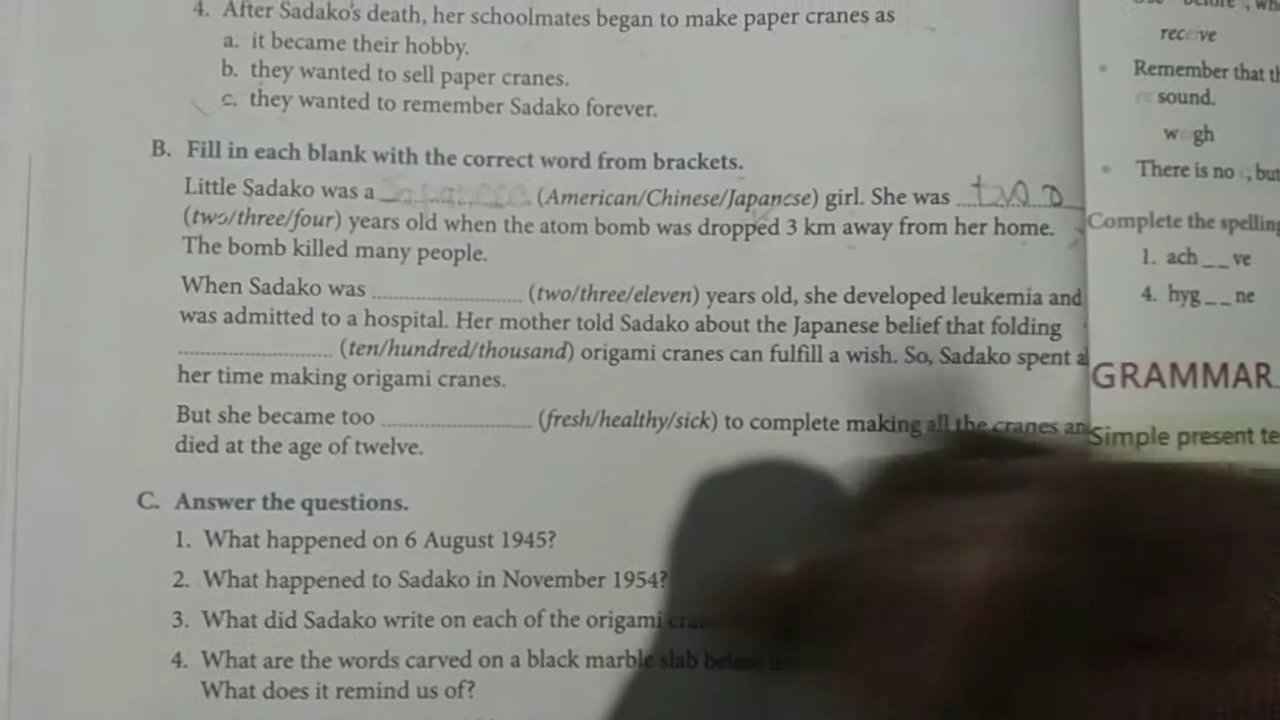 4. After Sadako's death, her schoolmates began to make paper cranes as
a. it became their hobby.
b. they wanted to sell paper cranes.
c. they wanted to remember Sadako forever.
B. Fill in each blank with the correct word from brackets.
Little Sadako was a Japanese (American/Chinese/Japanese) girl. She was two
(two/three/four) years old when the atom bomb was dropped 3 km away from her home.
The bomb killed many people.
When Sadako was ............ (two/three/eleven) years old, she developed leukemia and
was admitted to a hospital. Her mother told Sadako about the Japanese belief that folding
............ (ten/hundred/thousand) origami cranes can fulfill a wish. So, Sadako spent a
her time making origami cranes.
But she became too ............ (fresh/healthy/sick) to complete making all the cranes an
died at the age of twelve.
C. Answer the questions.
1. What happened on 6 August 1945?
2. What happened to Sadako in November 1954?
3. What did Sadako write on each of the origami
4. What are the words carved on a black marble slab
What does it remind us of?
Remember that th
sound.
There is no , but
Complete the spelling
1. ach__ve
4. hyg__ne
GRAMMAR
Simple present te